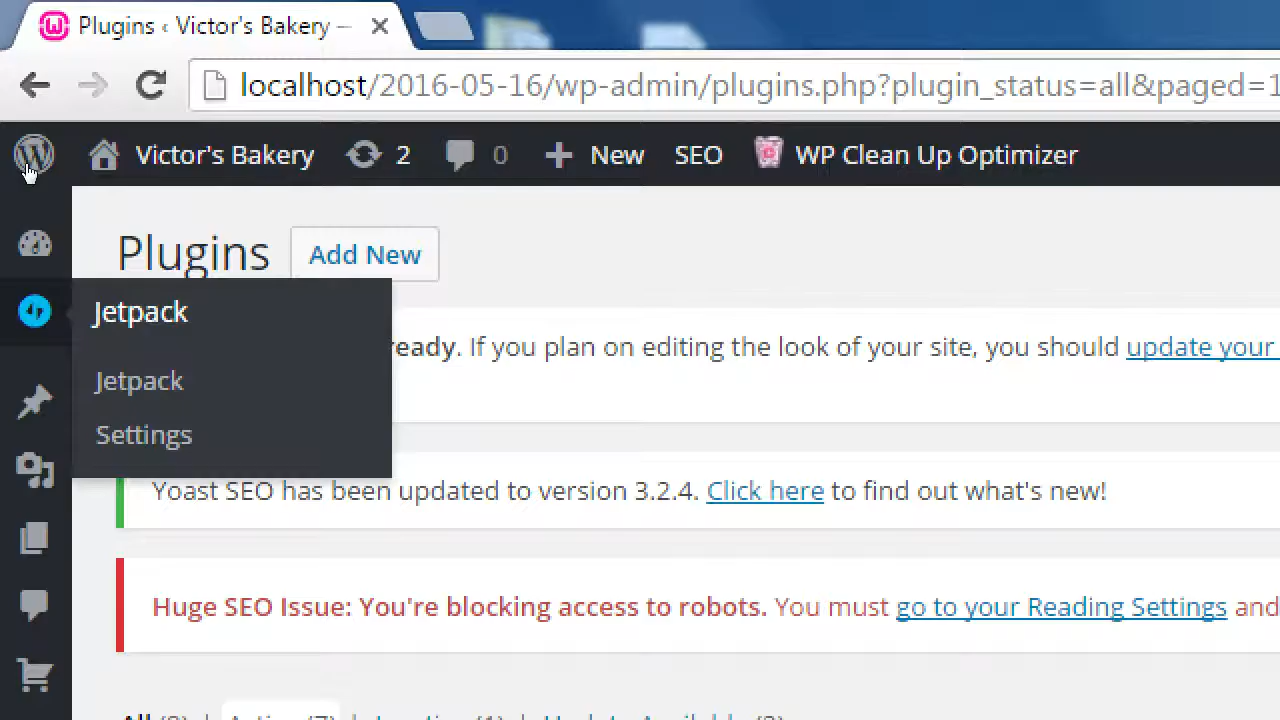 Plugins ‹ Victor's Bakery —
localhost/2016-05-16/wp-admin/plugins.php?plugin_status=all&paged=1
Victor's Bakery 2 0 New SEO WP Clean Up Optimizer
Plugins Add New
Jetpack
ready. If you plan on editing the look of your site, you should update your
Jetpack
Settings
Yoast SEO has been updated to version 3.2.4. Click here to find out what's new!
Huge SEO Issue: You're blocking access to robots. You must go to your Reading Settings and
All